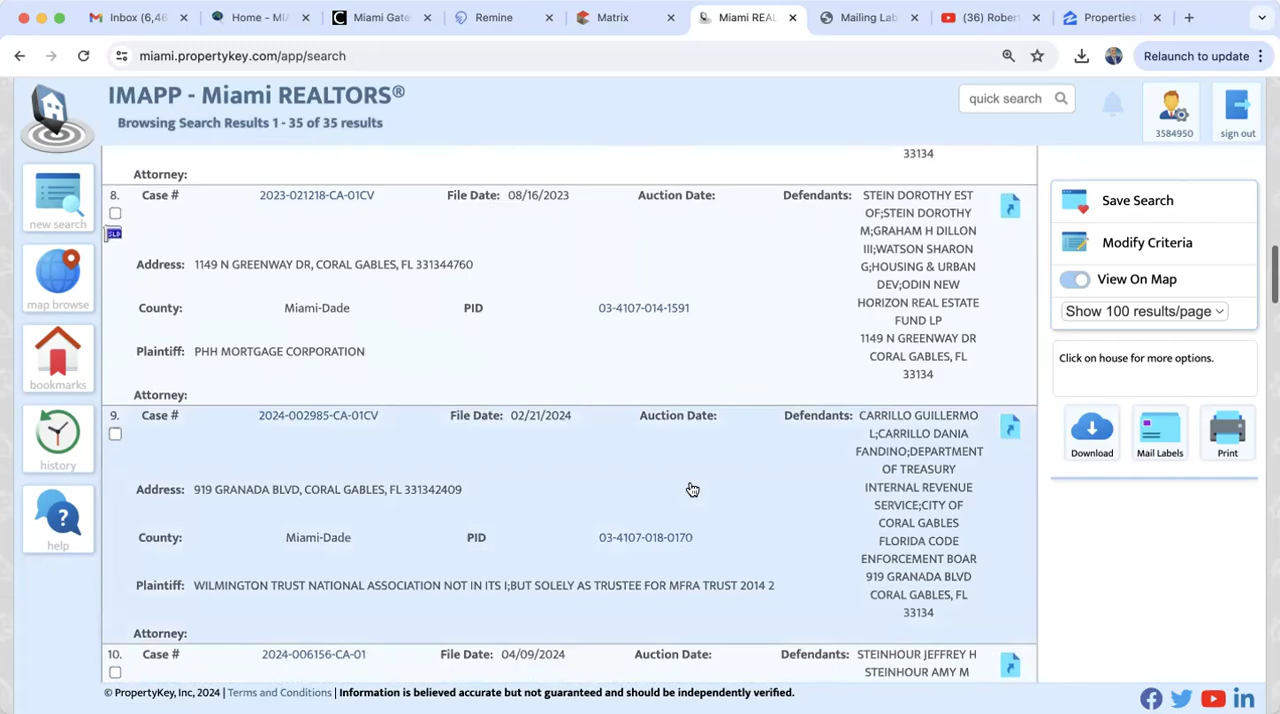 Inbox (6,46
Home - MIA
Miami Gate
Remine
Matrix
Miami REAL
Mailing Lab
(36) Rober
Properties
miami.propertykey.com/app/search
Relaunch to update
IMAPP - Miami REALTORS®
Browsing Search Results 1 - 35 of 35 results
quick search
3584950
sign out
new search
map browse
bookmarks
history
help
33134
Attorney:
8.
Case #
2023-021218-CA-01CV
File Date: 08/16/2023
Auction Date:
Defendants:
STEIN DOROTHY EST
OF;STEIN DOROTHY
M;GRAHAM H DILLON
III;WATSON SHARON
G;HOUSING & URBAN
DEV;ODIN NEW
HORIZON REAL ESTATE
FUND LP
1149 N GREENWAY DR
CORAL GABLES, FL
33134
SLD
Address: 1149 N GREENWAY DR, CORAL GABLES, FL 331344760
County:
Miami-Dade
PID
03-4107-014-1591
Plaintiff: PHH MORTGAGE CORPORATION
Attorney:
9.
Case #
2024-002985-CA-01CV
File Date: 02/21/2024
Auction Date:
Defendants:
CARRILLO GUILLERMO
L;CARRILLO DANIA
FANDINO;DEPARTMENT
OF TREASURY
INTERNAL REVENUE
SERVICE;CITY OF
CORAL GABLES
FLORIDA CODE
ENFORCEMENT BOAR
919 GRANADA BLVD
CORAL GABLES, FL
33134
Address: 919 GRANADA BLVD, CORAL GABLES, FL 331342409
County:
Miami-Dade
PID
03-4107-018-0170
Plaintiff: WILMINGTON TRUST NATIONAL ASSOCIATION NOT IN ITS I;BUT SOLELY AS TRUSTEE FOR MFRA TRUST 2014 2
Attorney:
10.
Case #
2024-006156-CA-01
File Date: 04/09/2024
Auction Date:
Defendants:
STEINHOUR JEFFREY H
STEINHOUR AMY M
Save Search
Modify Criteria
View On Map
Show 100 results/page
Click on house for more options.
Download
Mail Labels
Print
© PropertyKey, Inc, 2024 | Terms and Conditions | Information is believed accurate but not guaranteed and should be independently verified.